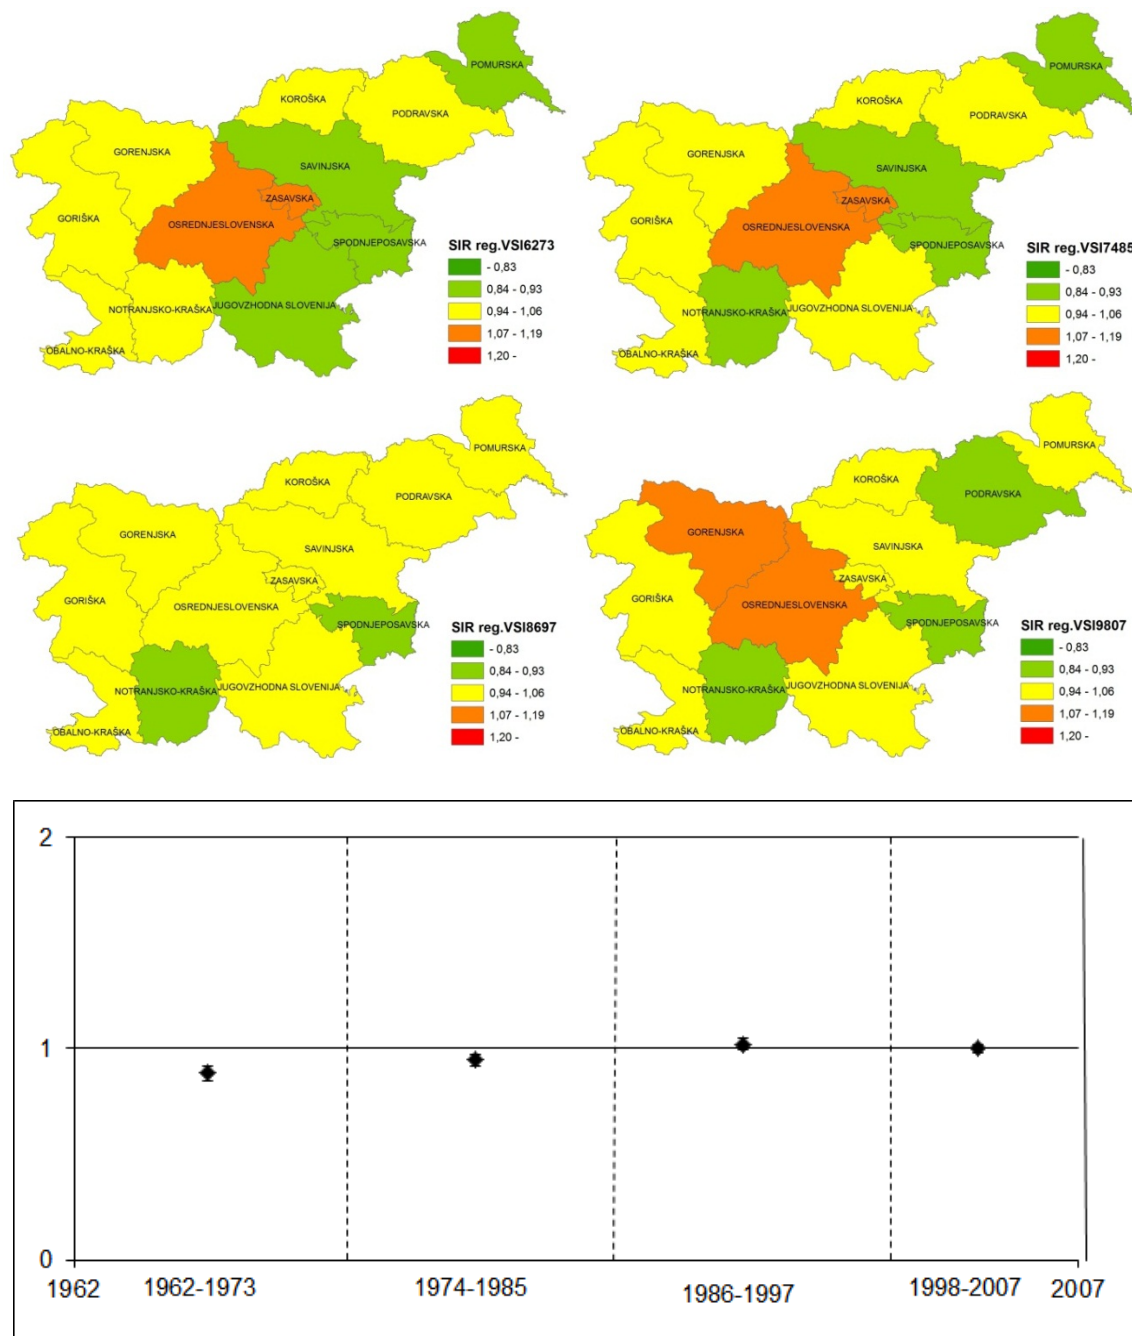 POMURSKA
KOROŠKA
PODRAVSKA
GORENJSKA
SAVINJSKA
ZASAVSKA
GORIŠKA
OSREDNJESLOVENSKA
SPODNJEPOSAVSKA
NOTRANJSKO-KRAŠKA
JUGOVZHODNA SLOVENIJA
OBALNO-KRAŠKA
SIR reg.VSI6273
- 0,83
0,84 - 0,93
0,94 - 1,06
1,07 - 1,19
1,20 -
POMURSKA
KOROŠKA
PODRAVSKA
GORENJSKA
SAVINJSKA
ZASAVSKA
GORIŠKA
OSREDNJESLOVENSKA
SPODNJEPOSAVSKA
NOTRANJSKO-KRAŠKA
JUGOVZHODNA SLOVENIJA
OBALNO-KRAŠKA
SIR reg.VSI7485
- 0,83
0,84 - 0,93
0,94 - 1,06
1,07 - 1,19
1,20 -
POMURSKA
KOROŠKA
PODRAVSKA
GORENJSKA
SAVINJSKA
ZASAVSKA
GORIŠKA
OSREDNJESLOVENSKA
SPODNJEPOSAVSKA
NOTRANJSKO-KRAŠKA
JUGOVZHODNA SLOVENIJA
OBALNO-KRAŠKA
SIR reg.VSI8697
- 0,83
0,84 - 0,93
0,94 - 1,06
1,07 - 1,19
1,20 -
POMURSKA
KOROŠKA
PODRAVSKA
GORENJSKA
SAVINJSKA
ZASAVSKA
GORIŠKA
OSREDNJESLOVENSKA
SPODNJEPOSAVSKA
NOTRANJSKO-KRAŠKA
JUGOVZHODNA SLOVENIJA
OBALNO-KRAŠKA
SIR reg.VSI9807
- 0,83
0,84 - 0,93
0,94 - 1,06
1,07 - 1,19
1,20 -
2
1
0
1962 1962-1973 1974-1985 1986-1997 1998-2007 2007